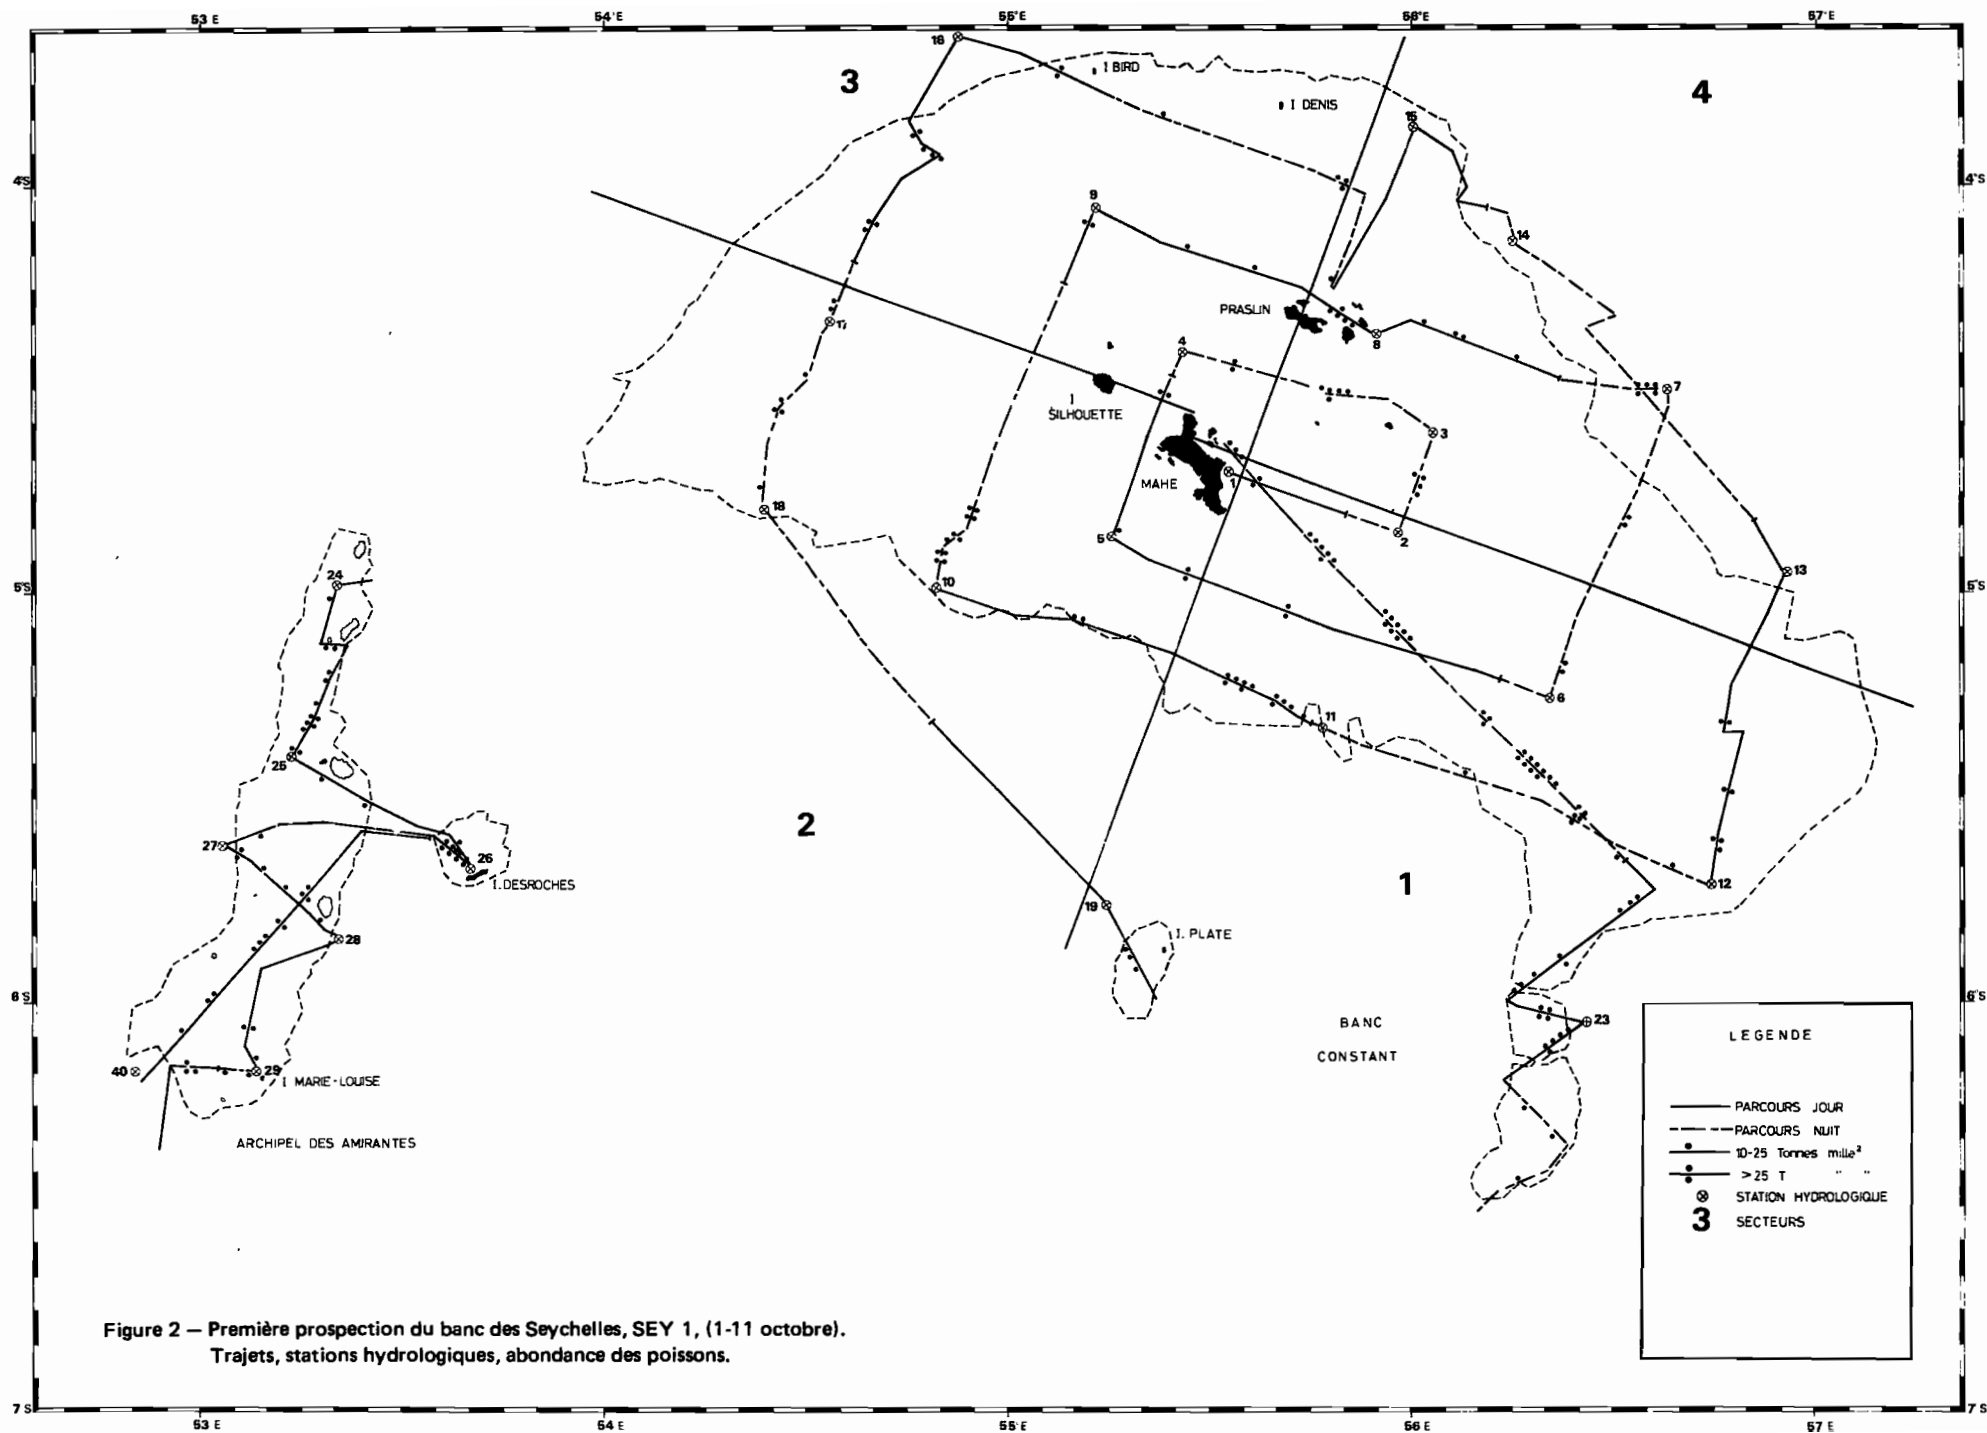 53 E
54°E
55°E
56°E
57°E
16
I BIRD
3
I DENIS
4
15
4°S
4°S
9
14
PRASLIN
17
8
4
7
I
SILHOUETTE
3
MAHE
1
18
2
5
24
10
13
5°S
5°S
6
11
25
2
27
26
I. DESROCHES
1
12
19
28
I. PLATE
6°S
6°S
BANC
CONSTANT
23
40
29
I MARIE-LOUISE
ARCHIPEL DES AMIRANTES
LEGENDE
PARCOURS JOUR
PARCOURS NUIT
10-25 Tonnes mille²
>25 T " "
STATION HYDROLOGIQUE
3 SECTEURS
Figure 2 — Première prospection du banc des Seychelles, SEY 1, (1-11 octobre).
Trajets, stations hydrologiques, abondance des poissons.
7 S
7°S
53 E
54 E
55°E
56 E
57°E